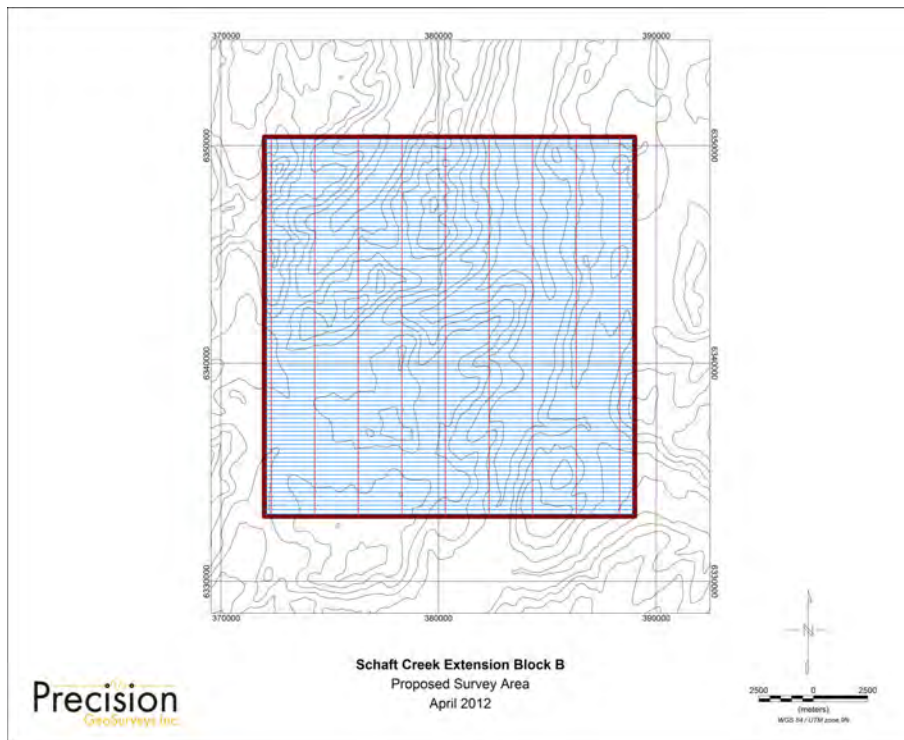 370000 380000 390000
6350000 6350000
6340000 6340000
6330000 6330000
370000 380000 390000
Schaft Creek Extension Block B
Proposed Survey Area
April 2012
Precision
GeoSurveys Inc.
N
2500 0 2500
(meters)
WGS 84 / UTM zone 9N